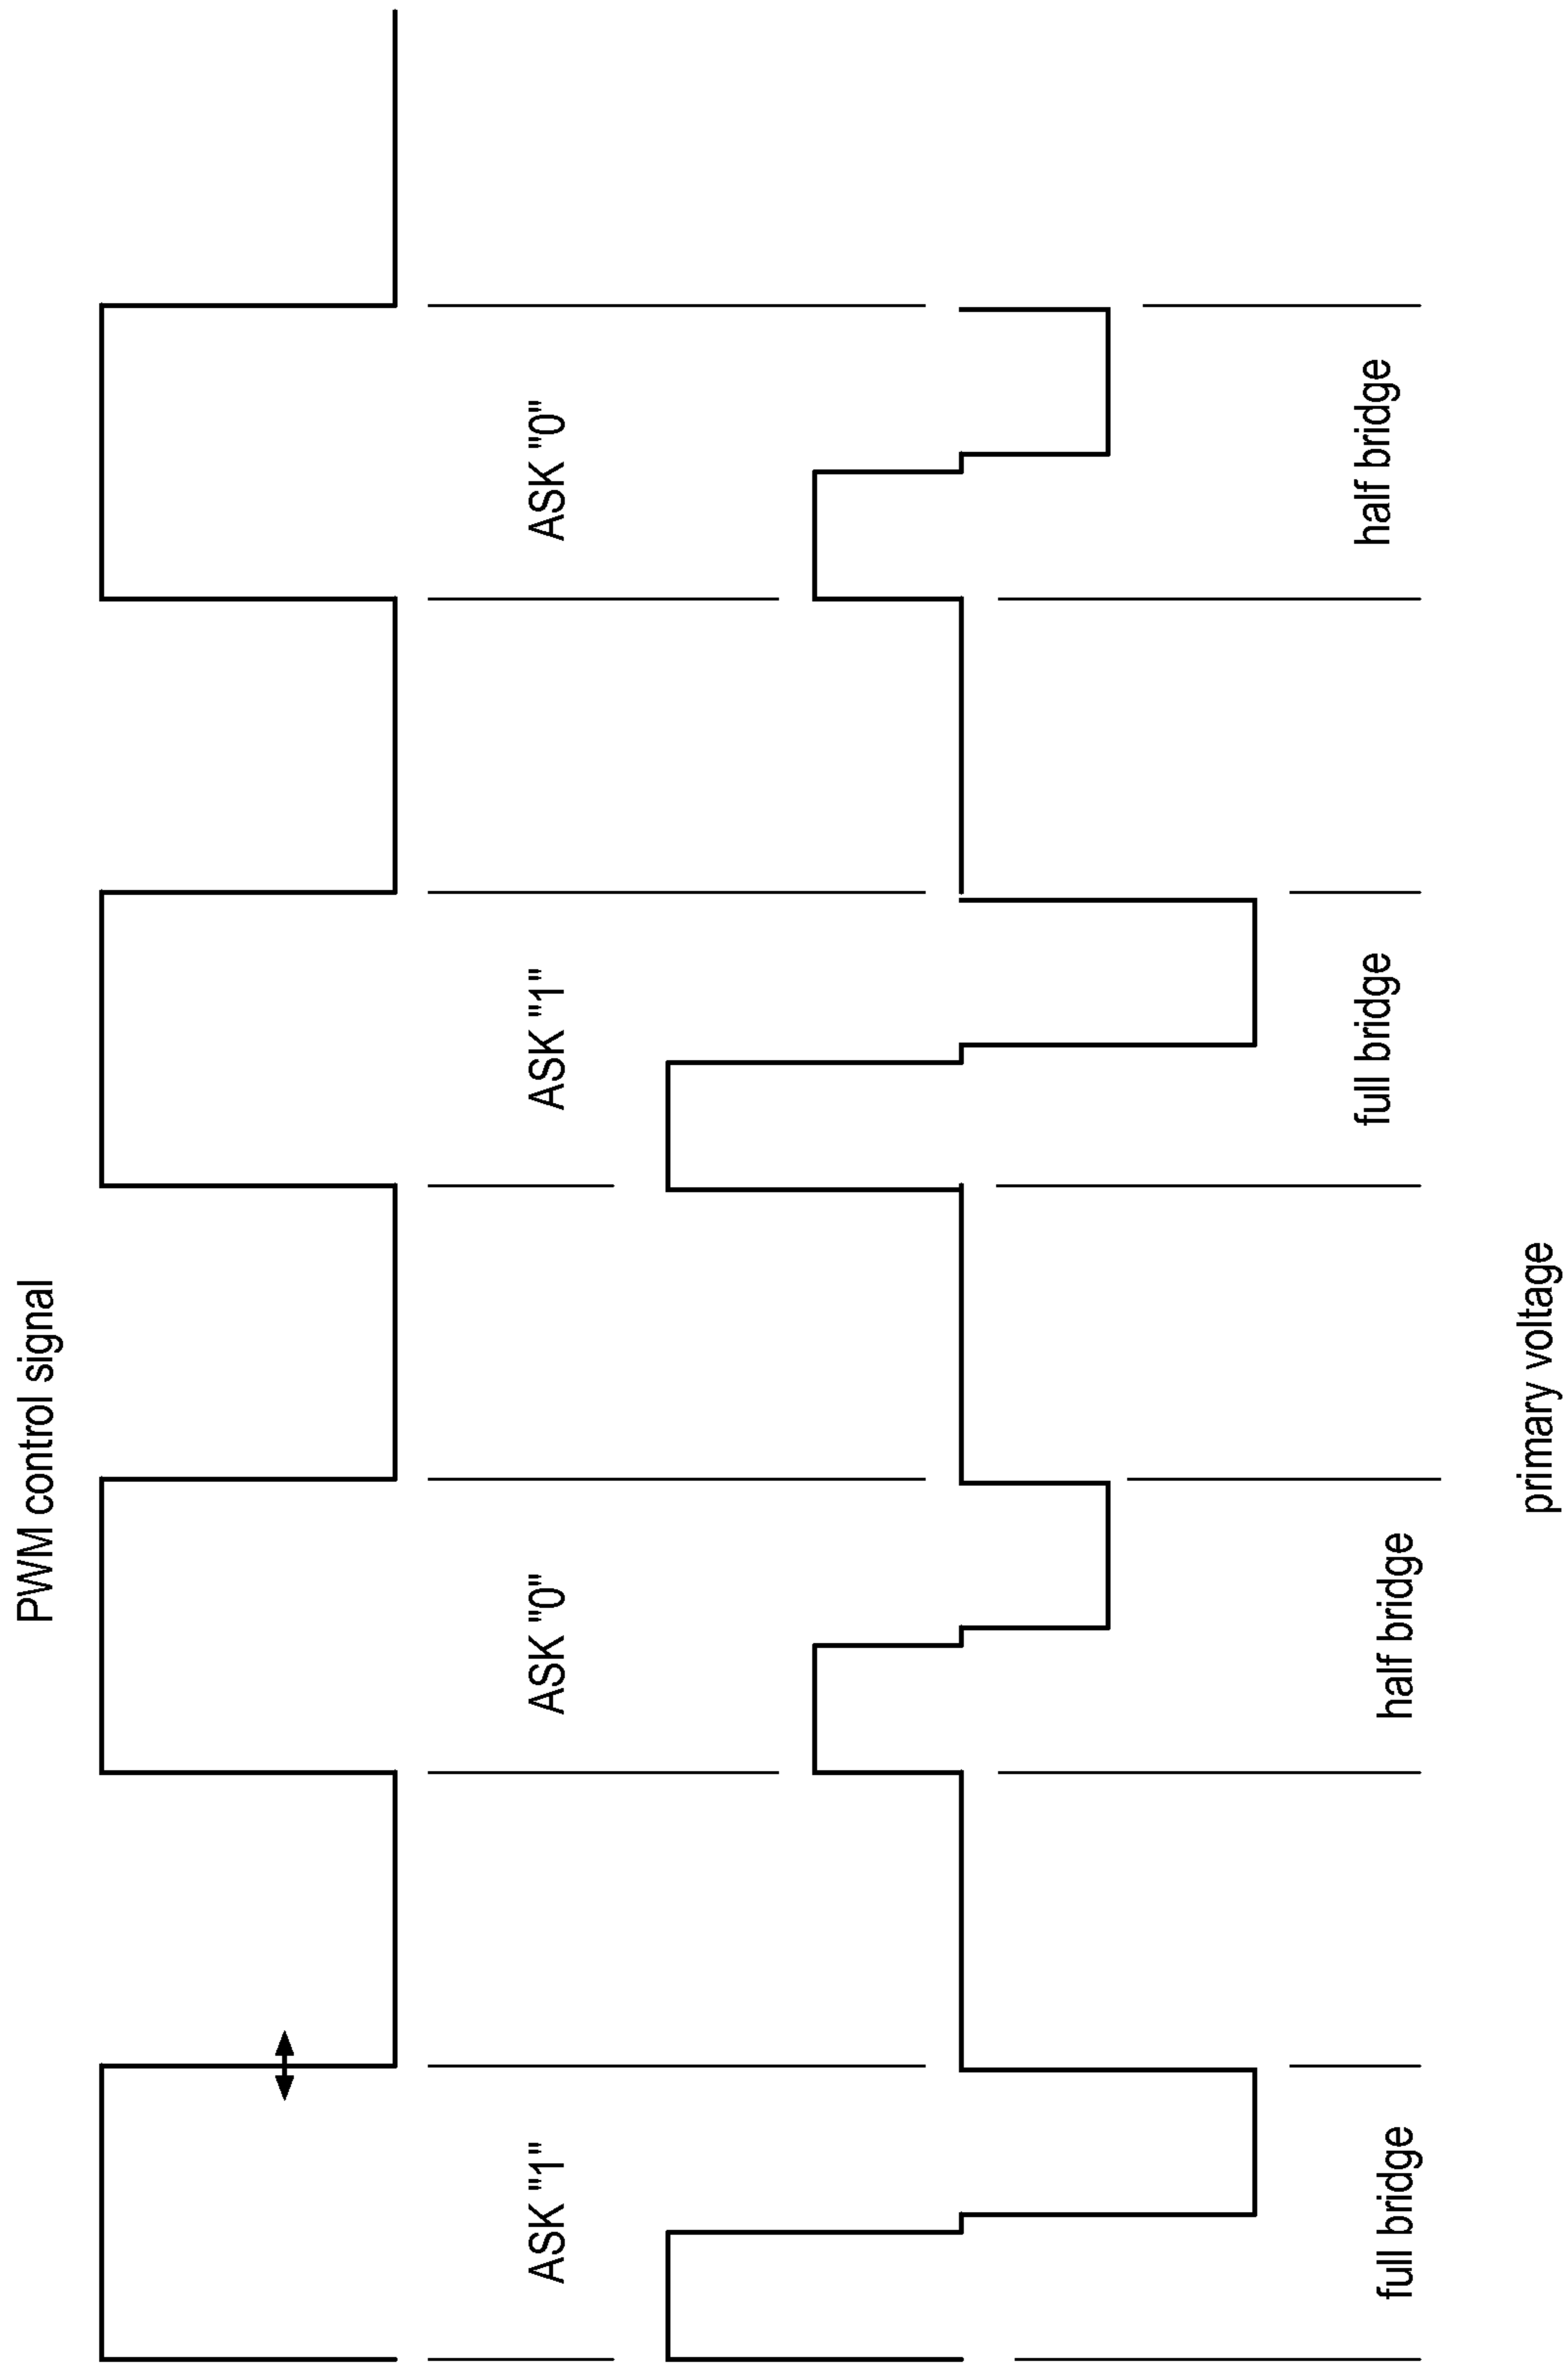 PWM control signal
ASK "1"
ASK "0"
ASK "1"
ASK "0"
full bridge
half bridge
full bridge
half bridge
primary voltage